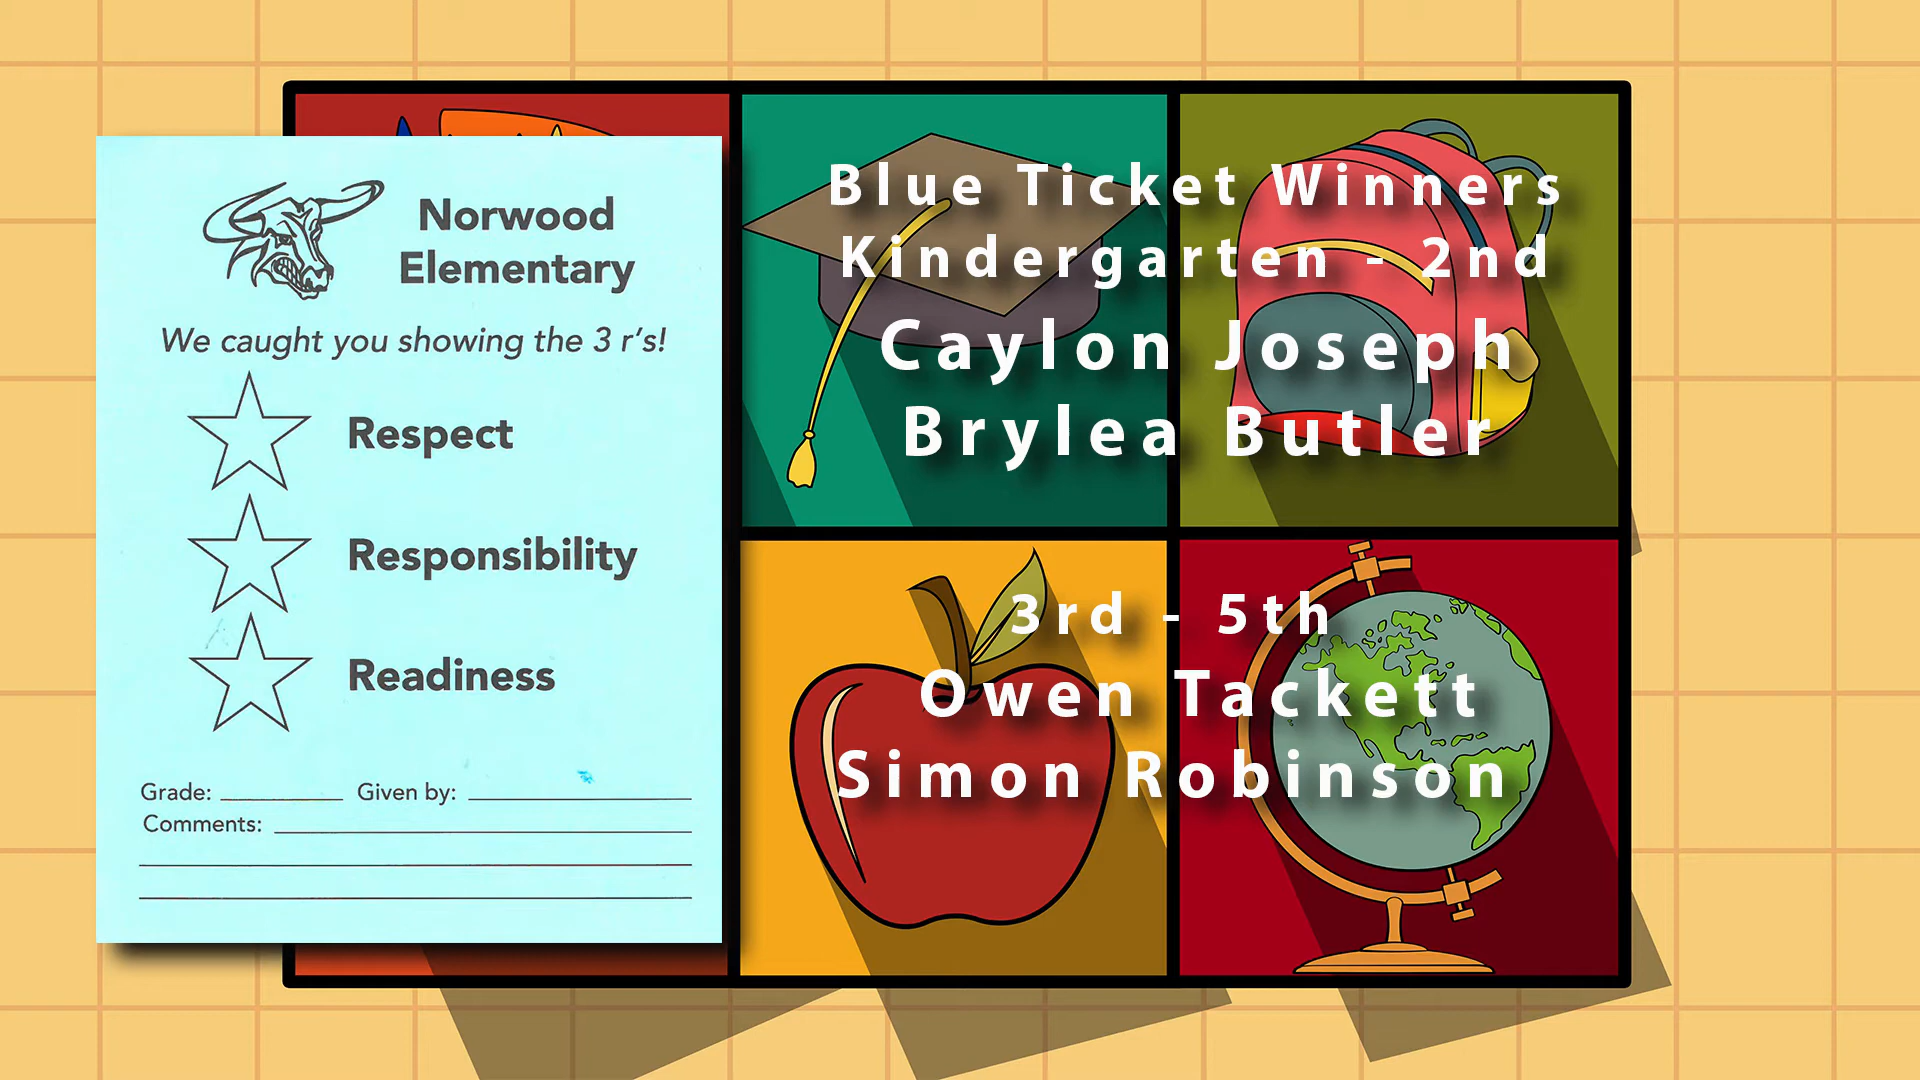 Norwood
Elementary
We caught you showing the 3 r's!
Respect
Responsibility
Readiness
Grade: Given by:
Comments:
Blue Ticket Winners
Kindergarten - 2nd
Caylon Joseph
Brylea Butler
3rd - 5th
Owen Tackett
Simon Robinson